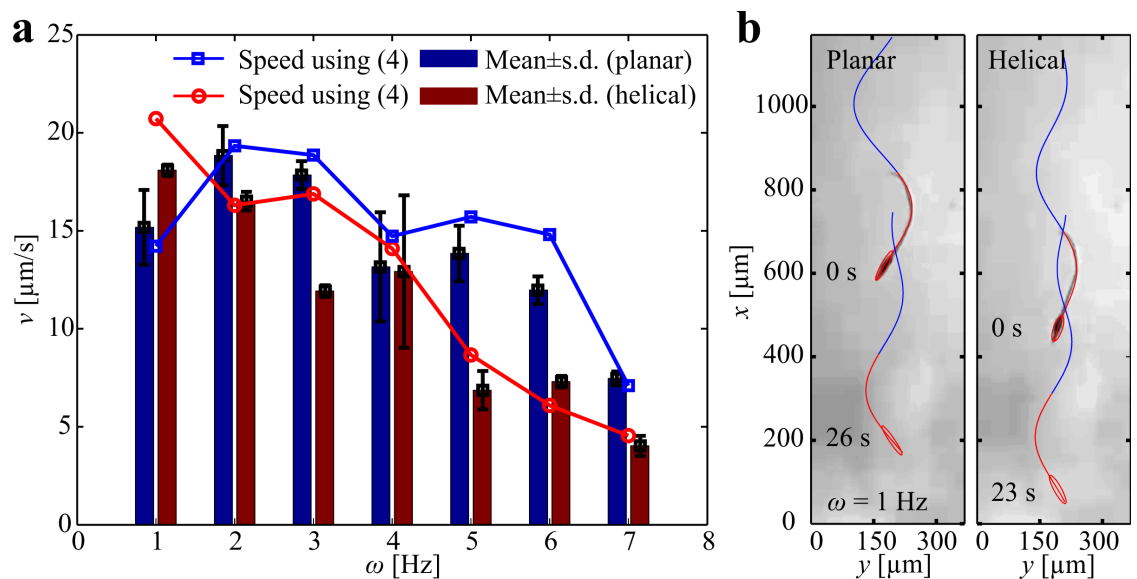 a
Speed using (4) Mean±s.d. (planar)
Speed using (4) Mean±s.d. (helical)
25
20
15
10
5
0
v [µm/s]
0 1 2 3 4 5 6 7 8
ω [Hz]
b
Planar
Helical
1000
800
600
400
200
0
x [µm]
0 s
0 s
26 s
23 s
ω = 1 Hz
0 150 300
0 150 300
y [µm]
y [µm]